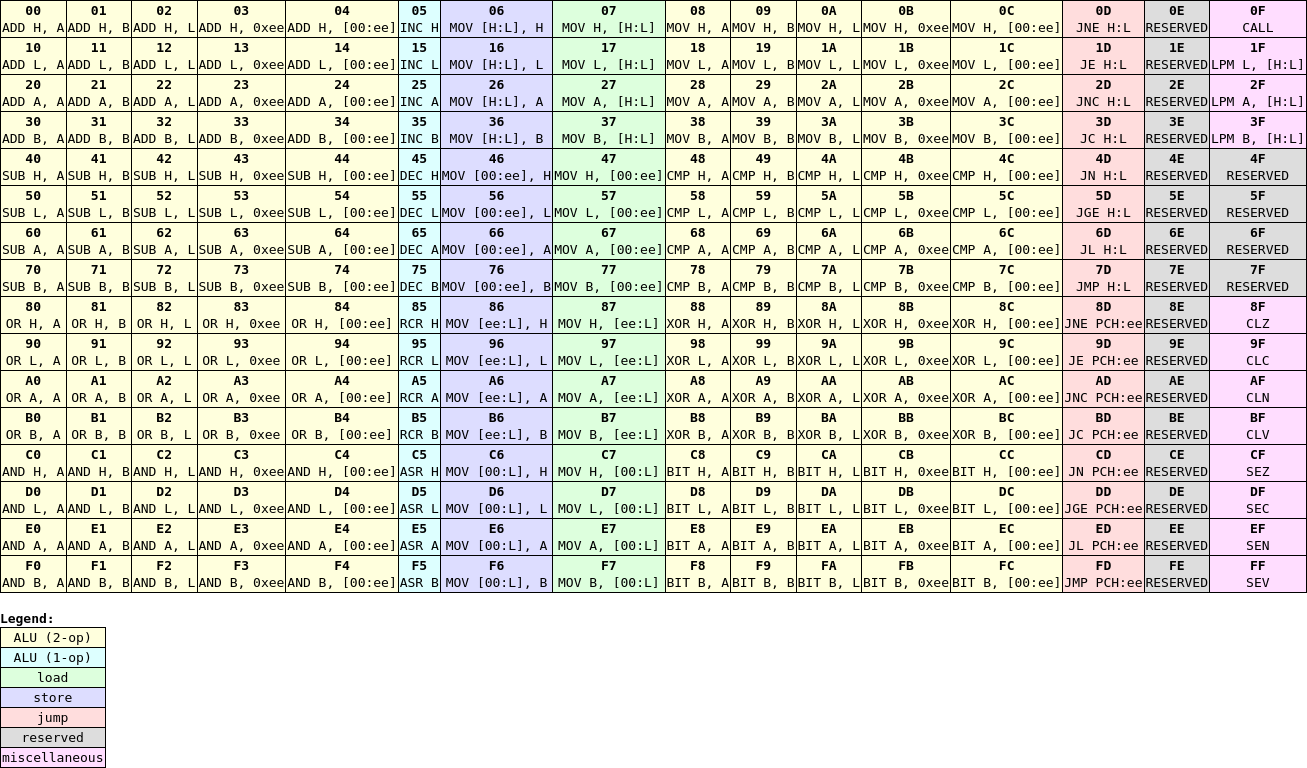 00 01 02 03 04 05 06 07 08 09 0A 0B 0C 0D 0E 0F
ADD H, A ADD H, B ADD H, L ADD H, 0xee ADD H, [00:ee] INC H MOV [H:L], H MOV H, [H:L] MOV H, A MOV H, B MOV H, L MOV H, 0xee MOV H, [00:ee] JNE H:L RESERVED CALL
10 11 12 13 14 15 16 17 18 19 1A 1B 1C 1D 1E 1F
ADD L, A ADD L, B ADD L, L ADD L, 0xee ADD L, [00:ee] INC L MOV [H:L], L MOV L, [H:L] MOV L, A MOV L, B MOV L, L MOV L, 0xee MOV L, [00:ee] JE H:L RESERVED LPM L, [H:L]
20 21 22 23 24 25 26 27 28 29 2A 2B 2C 2D 2E 2F
ADD A, A ADD A, B ADD A, L ADD A, 0xee ADD A, [00:ee] INC A MOV [H:L], A MOV A, [H:L] MOV A, A MOV A, B MOV A, L MOV A, 0xee MOV A, [00:ee] JNC H:L RESERVED LPM A, [H:L]
30 31 32 33 34 35 36 37 38 39 3A 3B 3C 3D 3E 3F
ADD B, A ADD B, B ADD B, L ADD B, 0xee ADD B, [00:ee] INC B MOV [H:L], B MOV B, [H:L] MOV B, A MOV B, B MOV B, L MOV B, 0xee MOV B, [00:ee] JC H:L RESERVED LPM B, [H:L]
40 41 42 43 44 45 46 47 48 49 4A 4B 4C 4D 4E 4F
SUB H, A SUB H, B SUB H, L SUB H, 0xee SUB H, [00:ee] DEC H MOV [00:ee], H MOV H, [00:ee] CMP H, A CMP H, B CMP H, L CMP H, 0xee CMP H, [00:ee] JN H:L RESERVED RESERVED
50 51 52 53 54 55 56 57 58 59 5A 5B 5C 5D 5E 5F
SUB L, A SUB L, B SUB L, L SUB L, 0xee SUB L, [00:ee] DEC L MOV [00:ee], L MOV L, [00:ee] CMP L, A CMP L, B CMP L, L CMP L, 0xee CMP L, [00:ee] JGE H:L RESERVED RESERVED
60 61 62 63 64 65 66 67 68 69 6A 6B 6C 6D 6E 6F
SUB A, A SUB A, B SUB A, L SUB A, 0xee SUB A, [00:ee] DEC A MOV [00:ee], A MOV A, [00:ee] CMP A, A CMP A, B CMP A, L CMP A, 0xee CMP A, [00:ee] JL H:L RESERVED RESERVED
70 71 72 73 74 75 76 77 78 79 7A 7B 7C 7D 7E 7F
SUB B, A SUB B, B SUB B, L SUB B, 0xee SUB B, [00:ee] DEC B MOV [00:ee], B MOV B, [00:ee] CMP B, A CMP B, B CMP B, L CMP B, 0xee CMP B, [00:ee] JMP H:L RESERVED RESERVED
80 81 82 83 84 85 86 87 88 89 8A 8B 8C 8D 8E 8F
OR H, A OR H, B OR H, L OR H, 0xee OR H, [00:ee] RCR H MOV [ee:L], H MOV H, [ee:L] XOR H, A XOR H, B XOR H, L XOR H, 0xee XOR H, [00:ee] JNE PCH:ee RESERVED CLZ
90 91 92 93 94 95 96 97 98 99 9A 9B 9C 9D 9E 9F
OR L, A OR L, B OR L, L OR L, 0xee OR L, [00:ee] RCR L MOV [ee:L], L MOV L, [ee:L] XOR L, A XOR L, B XOR L, L XOR L, 0xee XOR L, [00:ee] JE PCH:ee RESERVED CLC
A0 A1 A2 A3 A4 A5 A6 A7 A8 A9 AA AB AC AD AE AF
OR A, A OR A, B OR A, L OR A, 0xee OR A, [00:ee] RCR A MOV [ee:L], A MOV A, [ee:L] XOR A, A XOR A, B XOR A, L XOR A, 0xee XOR A, [00:ee] JNC PCH:ee RESERVED CLN
B0 B1 B2 B3 B4 B5 B6 B7 B8 B9 BA BB BC BD BE BF
OR B, A OR B, B OR B, L OR B, 0xee OR B, [00:ee] RCR B MOV [ee:L], B MOV B, [ee:L] XOR B, A XOR B, B XOR B, L XOR B, 0xee XOR B, [00:ee] JC PCH:ee RESERVED CLV
C0 C1 C2 C3 C4 C5 C6 C7 C8 C9 CA CB CC CD CE CF
AND H, A AND H, B AND H, L AND H, 0xee AND H, [00:ee] ASR H MOV [00:L], H MOV H, [00:L] BIT H, A BIT H, B BIT H, L BIT H, 0xee BIT H, [00:ee] JN PCH:ee RESERVED SEZ
D0 D1 D2 D3 D4 D5 D6 D7 D8 D9 DA DB DC DD DE DF
AND L, A AND L, B AND L, L AND L, 0xee AND L, [00:ee] ASR L MOV [00:L], L MOV L, [00:L] BIT L, A BIT L, B BIT L, L BIT L, 0xee BIT L, [00:ee] JGE PCH:ee RESERVED SEC
E0 E1 E2 E3 E4 E5 E6 E7 E8 E9 EA EB EC ED EE EF
AND A, A AND A, B AND A, L AND A, 0xee AND A, [00:ee] ASR A MOV [00:L], A MOV A, [00:L] BIT A, A BIT A, B BIT A, L BIT A, 0xee BIT A, [00:ee] JL PCH:ee RESERVED SEN
F0 F1 F2 F3 F4 F5 F6 F7 F8 F9 FA FB FC FD FE FF
AND B, A AND B, B AND B, L AND B, 0xee AND B, [00:ee] ASR B MOV [00:L], B MOV B, [00:L] BIT B, A BIT B, B BIT B, L BIT B, 0xee BIT B, [00:ee] JMP PCH:ee RESERVED SEV
Legend:
ALU (2-op)
ALU (1-op)
load
store
jump
reserved
miscellaneous